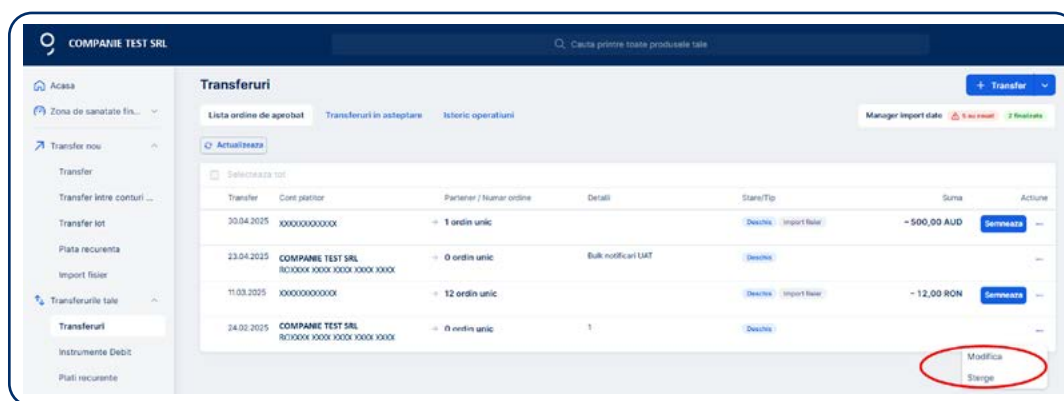 COMPANIE TEST SRL
Cauta printre toate produsele tale
Acasa
Zona de sanatate fin...
Transfer nou
Transfer
Transfer intre conturi ...
Transfer lot
Plata recurenta
Import fisier
Transferurile tale
Transferuri
Instrumente Debit
Plati recurente
Transferuri
+ Transfer
Lista ordine de aprobat Transferuri in asteptare Istoric operatiuni
Manager import date 5 au esuat 2 finalizate
Actualizeaza
Selecteaza tot
Transfer Cont platitor Partener / Numar ordine Detalii Stare/Tip Suma Actiune
30.04.2025 XXXXXXXXXXXX → 1 ordin unic Deschis Import fisier - 500,00 AUD Semneaza ...
23.04.2025 COMPANIE TEST SRL → 0 ordin unic Bulk notificari UAT Deschis ...
ROXXXX XXXX XXXX XXXX XXXX
11.03.2025 XXXXXXXXXXXX → 12 ordin unic Deschis Import fisier - 12,00 RON Semneaza ...
24.02.2025 COMPANIE TEST SRL → 0 ordin unic 1 Deschis ...
ROXXXX XXXX XXXX XXXX XXXX
Modifica
Sterge